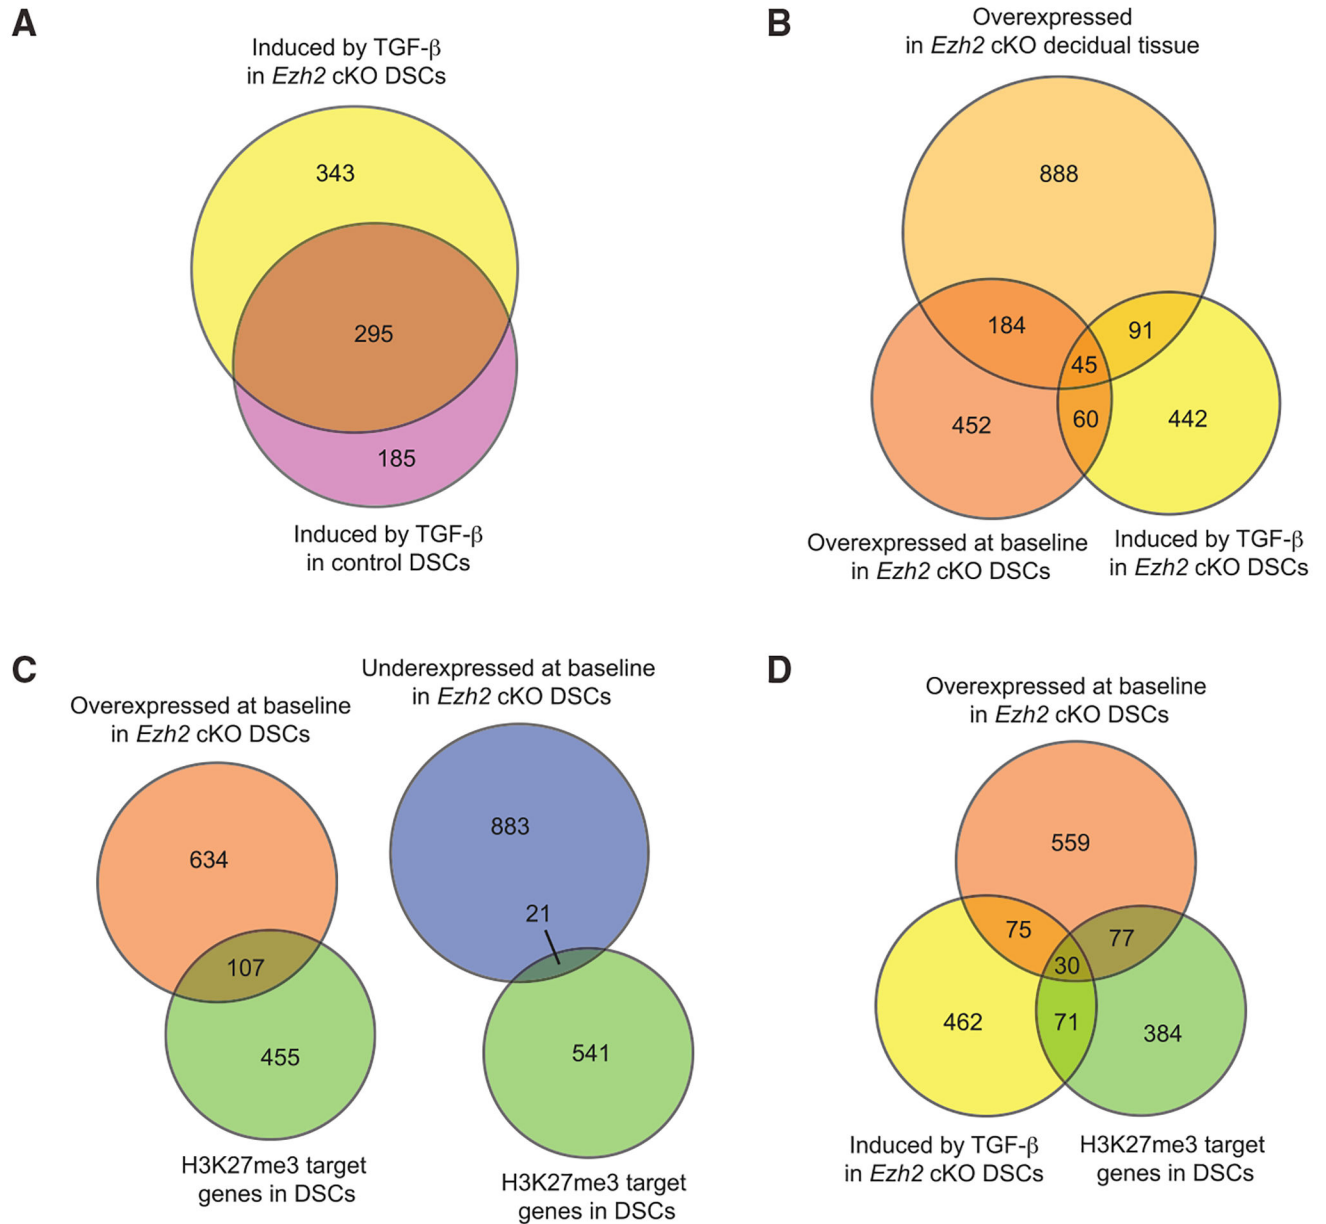 A
Induced by TGF-β
in Ezh2 cKO DSCs
343
295
185
Induced by TGF-β
in control DSCs
B
Overexpressed
in Ezh2 cKO decidual tissue
888
184
91
45
60
452
442
Overexpressed at baseline
in Ezh2 cKO DSCs
Induced by TGF-β
in Ezh2 cKO DSCs
C
Overexpressed at baseline
in Ezh2 cKO DSCs
634
107
455
H3K27me3 target
genes in DSCs
Underexpressed at baseline
in Ezh2 cKO DSCs
883
21
541
H3K27me3 target
genes in DSCs
D
Overexpressed at baseline
in Ezh2 cKO DSCs
559
75
77
30
71
462
384
Induced by TGF-β
in Ezh2 cKO DSCs
H3K27me3 target
genes in DSCs